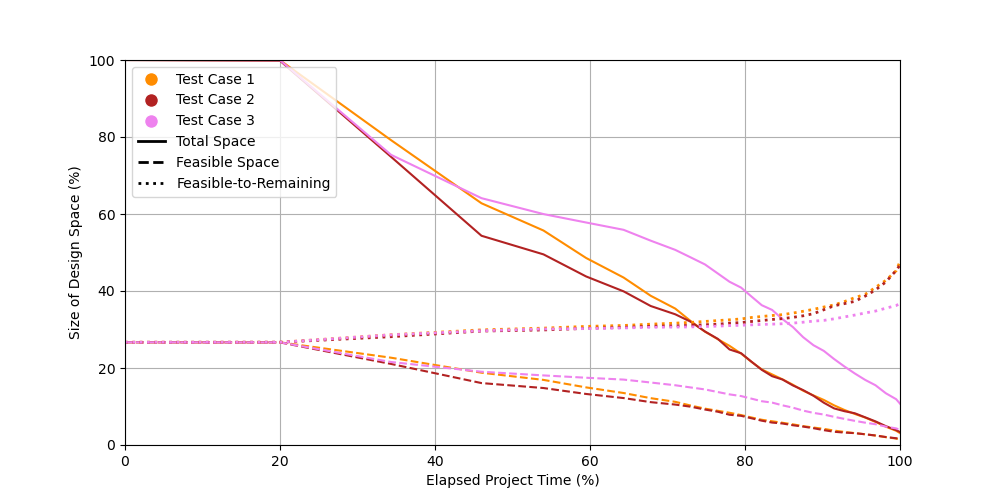 100
80
60
40
20
0
Size of Design Space (%)
Test Case 1
Test Case 2
Test Case 3
Total Space
Feasible Space
Feasible-to-Remaining
0 20 40 60 80 100
Elapsed Project Time (%)